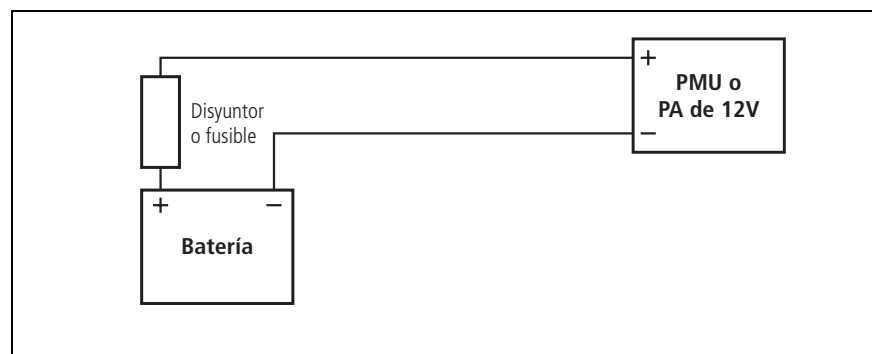 +
PMU o
PA de 12V
−
Disyuntor
o fusible
+ −
Batería